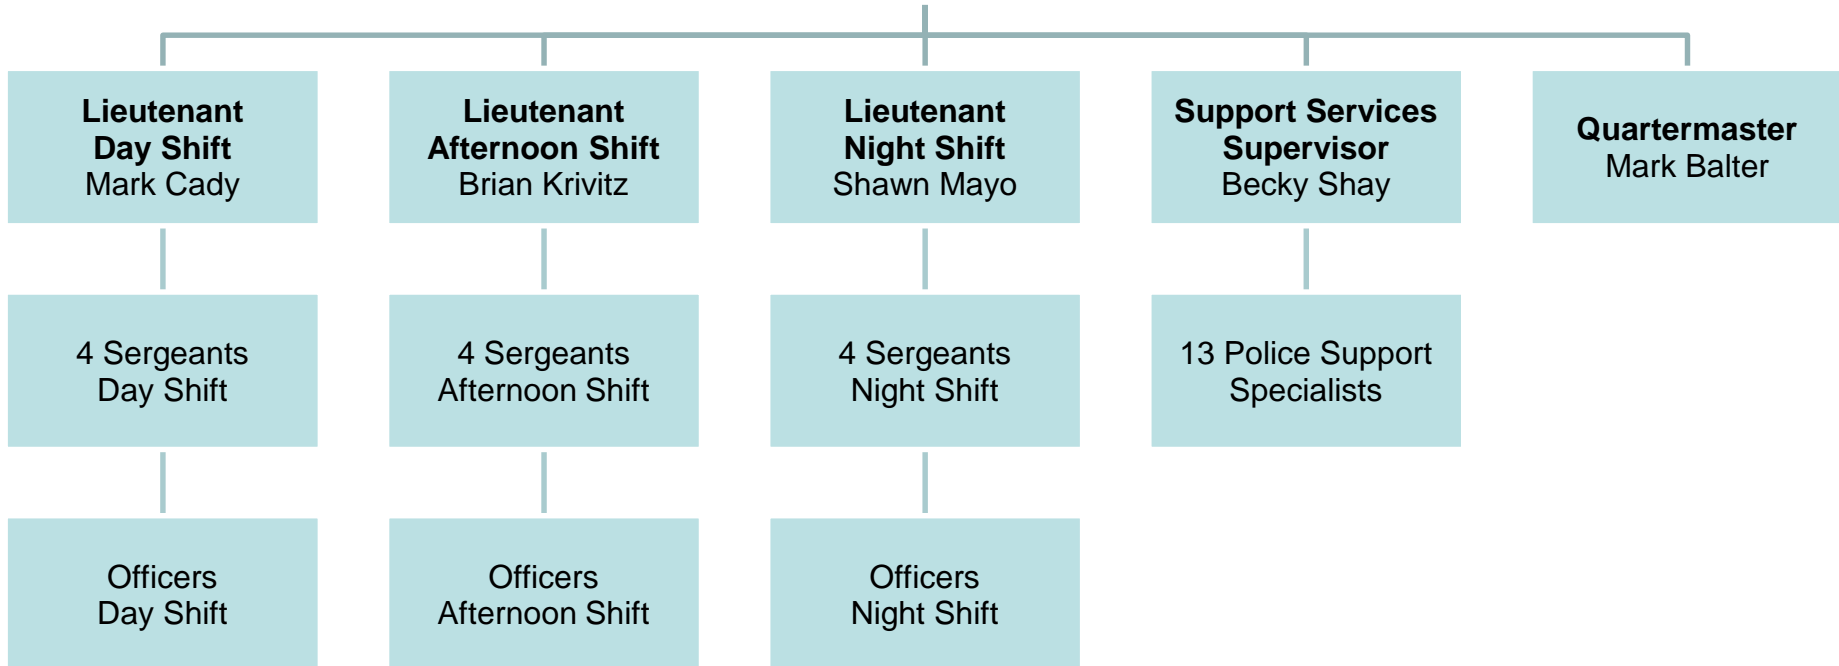 Lieutenant
Day Shift
Mark Cady
Lieutenant
Afternoon Shift
Brian Krivitz
Lieutenant
Night Shift
Shawn Mayo
Support Services
Supervisor
Becky Shay
Quartermaster
Mark Balter
4 Sergeants
Day Shift
4 Sergeants
Afternoon Shift
4 Sergeants
Night Shift
13 Police Support
Specialists
Officers
Day Shift
Officers
Afternoon Shift
Officers
Night Shift